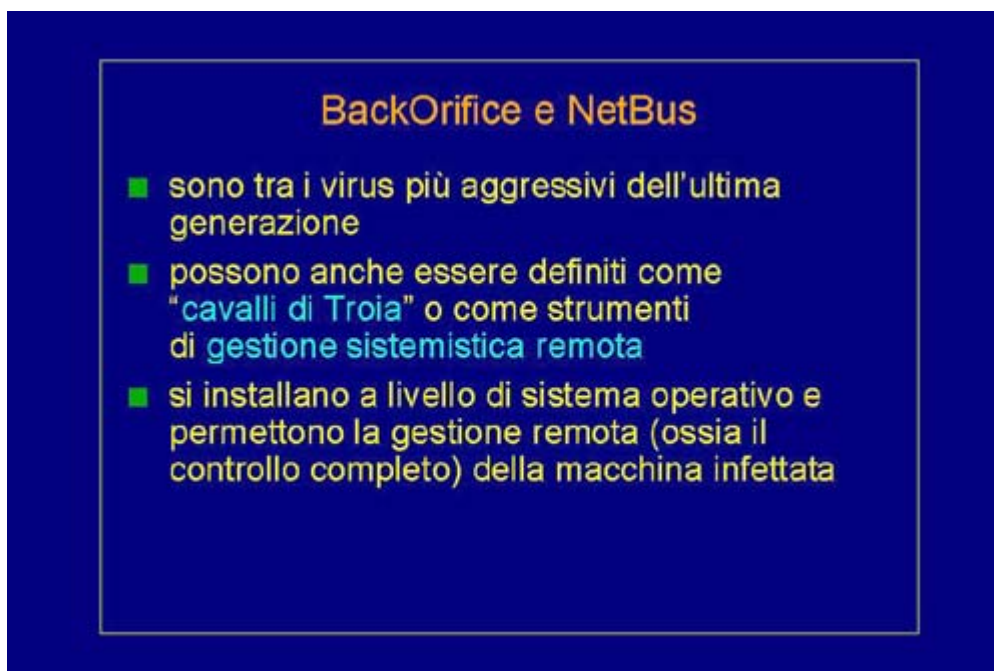 BackOrifice e NetBus
sono tra i virus più aggressivi dell'ultima
generazione
possono anche essere definiti come
“cavalli di Troia” o come strumenti
di gestione sistemistica remota
si installano a livello di sistema operativo e
permettono la gestione remota (ossia il
controllo completo) della macchina infettata